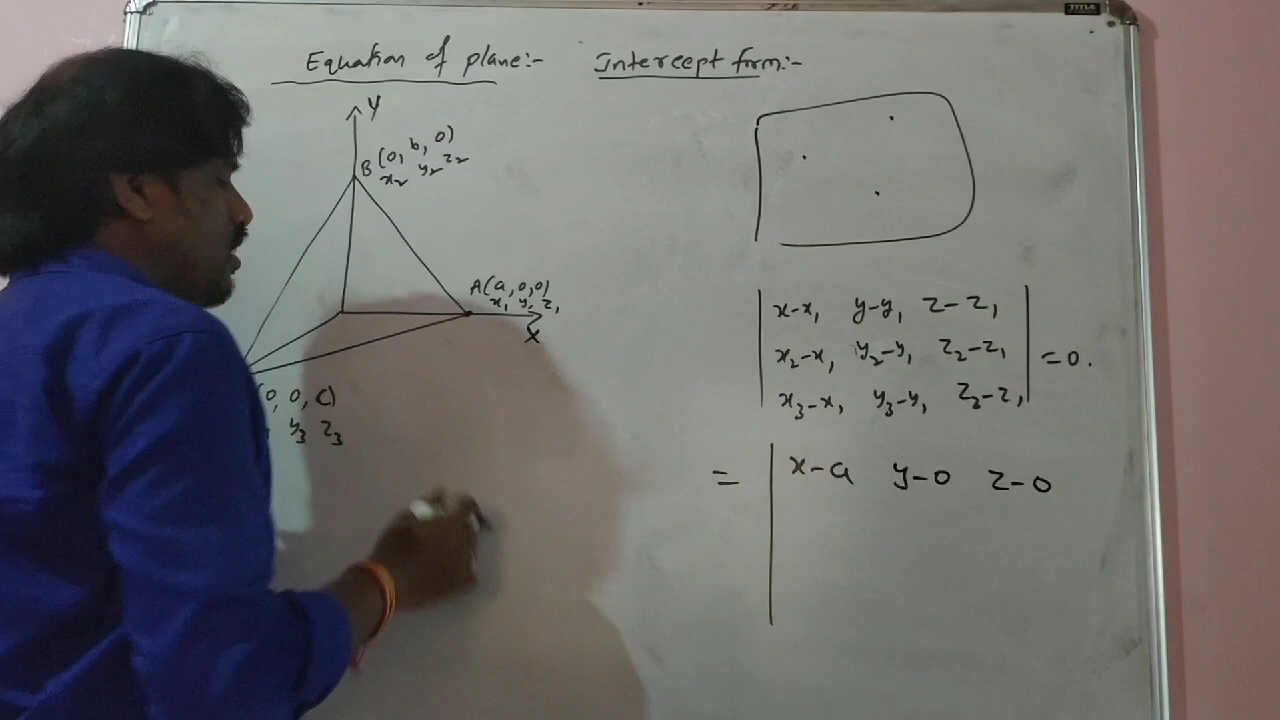 Equation of plane:- Intercept form:-
Y
B (0, b, 0)
x₂ y₂ z₂
A(a, 0, 0)
x₁ y₁ z₁
X
0, 0, C)
y₃ z₃
x-x₁ y-y₁ z-z₁
x₂-x₁ y₂-y₁ z₂-z₁ =0.
x₃-x₁ y₃-y₁ z₃-z₁
= | x-a y-0 z-0